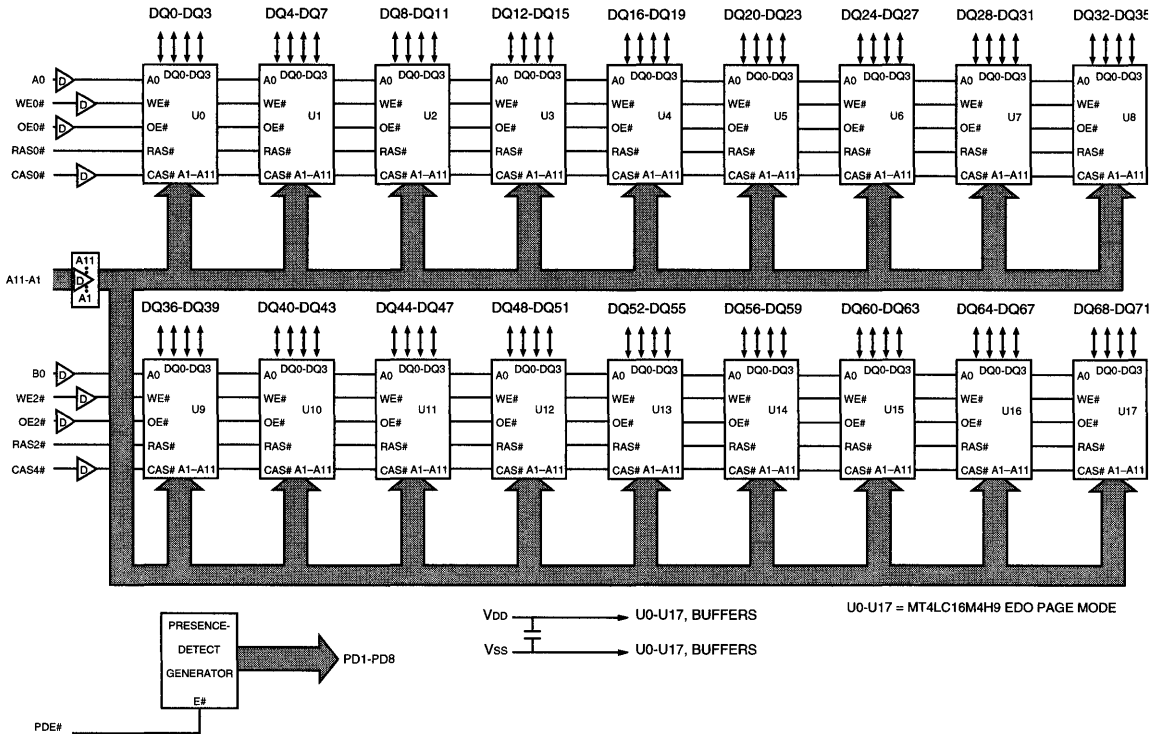 DQ0-DQ3 DQ4-DQ7 DQ8-DQ11 DQ12-DQ15 DQ16-DQ19 DQ20-DQ23 DQ24-DQ27 DQ28-DQ31 DQ32-DQ35
A0 D A0 DQ0-DQ3 A0 DQ0-DQ3 A0 DQ0-DQ3 A0 DQ0-DQ3 A0 DQ0-DQ3 A0 DQ0-DQ3 A0 DQ0-DQ3 A0 DQ0-DQ3 A0 DQ0-DQ3
WE0# D WE# U0 WE# U1 WE# U2 WE# U3 WE# U4 WE# U5 WE# U6 WE# U7 WE# U8
OE0# D OE# OE# OE# OE# OE# OE# OE# OE# OE#
RAS0# RAS# RAS# RAS# RAS# RAS# RAS# RAS# RAS# RAS#
CAS0# D CAS# A1-A11 CAS# A1-A11 CAS# A1-A11 CAS# A1-A11 CAS# A1-A11 CAS# A1-A11 CAS# A1-A11 CAS# A1-A11 CAS# A1-A11
A11
A11-A1 D
A1
DQ36-DQ39 DQ40-DQ43 DQ44-DQ47 DQ48-DQ51 DQ52-DQ55 DQ56-DQ59 DQ60-DQ63 DQ64-DQ67 DQ68-DQ71
B0 D A0 DQ0-DQ3 A0 DQ0-DQ3 A0 DQ0-DQ3 A0 DQ0-DQ3 A0 DQ0-DQ3 A0 DQ0-DQ3 A0 DQ0-DQ3 A0 DQ0-DQ3 A0 DQ0-DQ3
WE2# D WE# U9 WE# U10 WE# U11 WE# U12 WE# U13 WE# U14 WE# U15 WE# U16 WE# U17
OE2# D OE# OE# OE# OE# OE# OE# OE# OE# OE#
RAS2# RAS# RAS# RAS# RAS# RAS# RAS# RAS# RAS# RAS#
CAS4# D CAS# A1-A11 CAS# A1-A11 CAS# A1-A11 CAS# A1-A11 CAS# A1-A11 CAS# A1-A11 CAS# A1-A11 CAS# A1-A11 CAS# A1-A11
U0-U17 = MT4LC16M4H9 EDO PAGE MODE
PRESENCE-
DETECT
GENERATOR
E#
PD1-PD8
PDE#
VDD U0-U17, BUFFERS
VSS U0-U17, BUFFERS